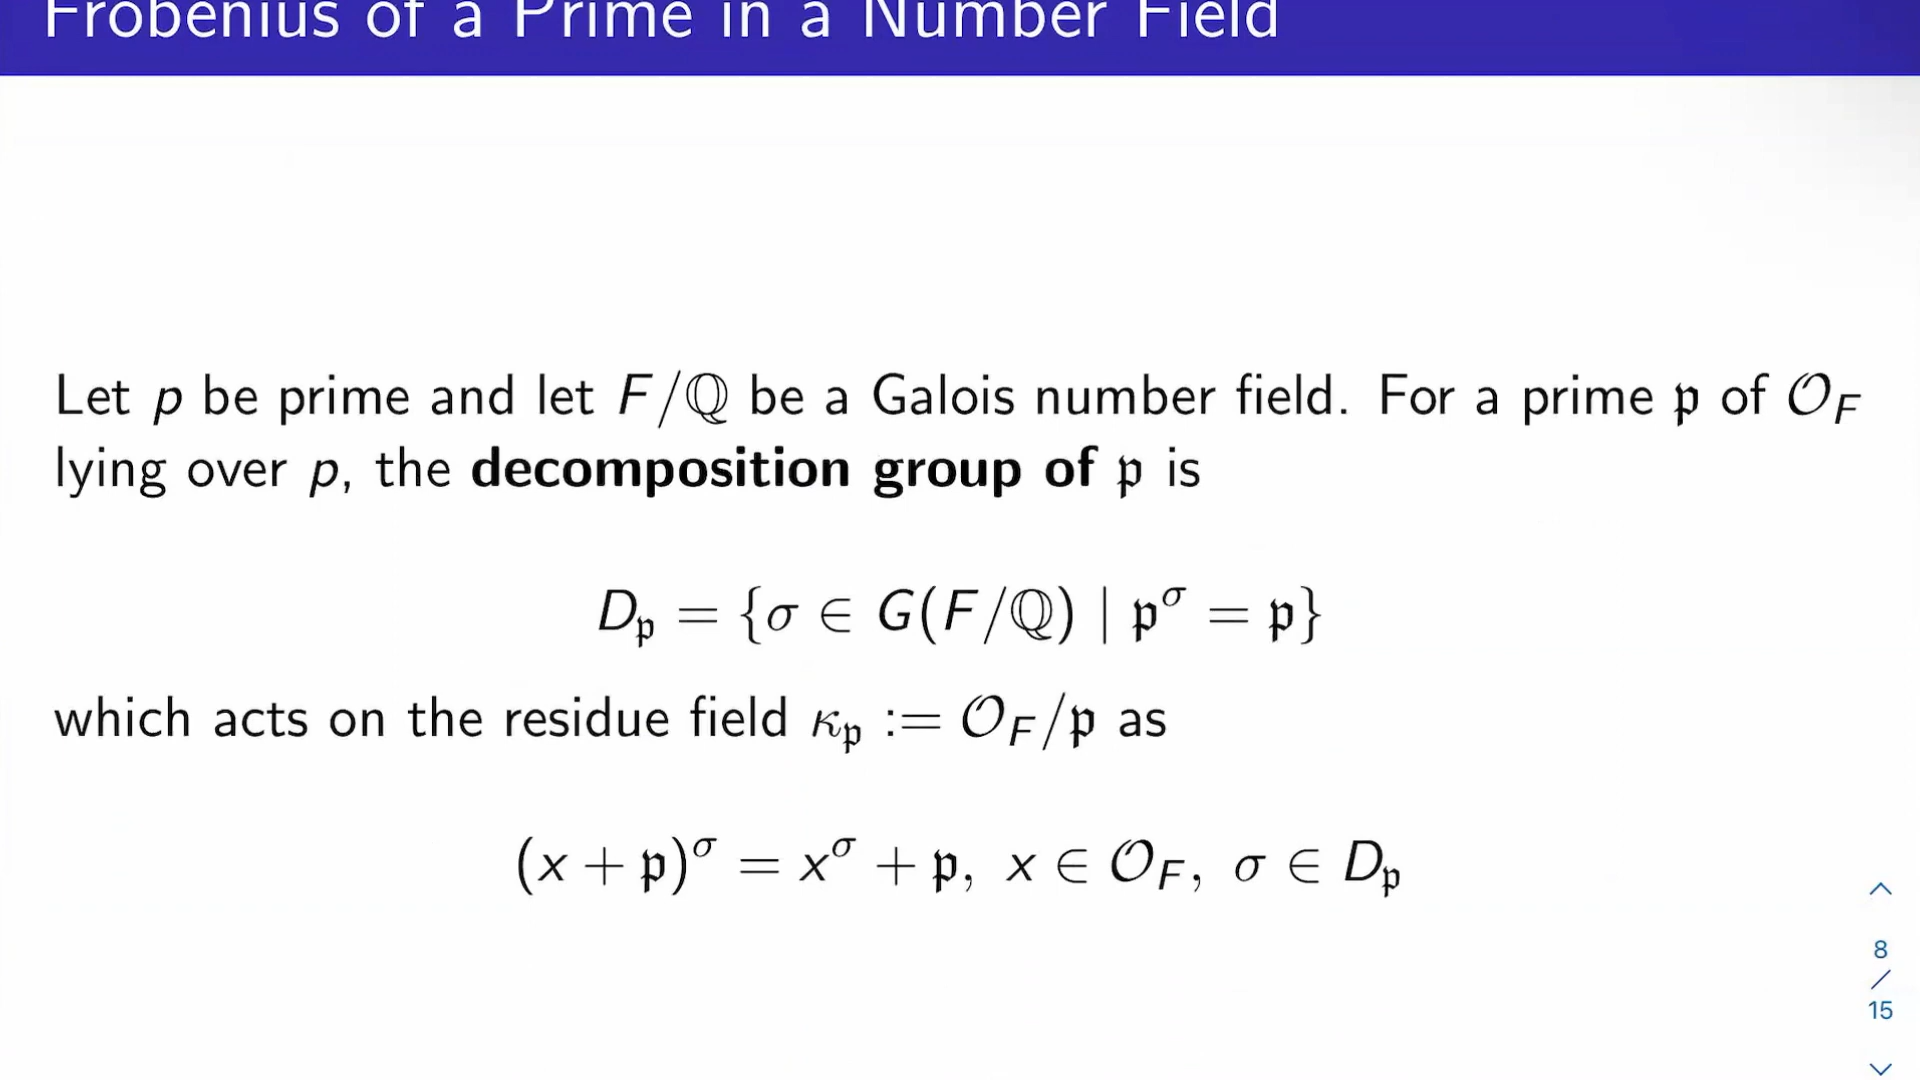 Frobenius of a Prime in a Number Field
Let p be prime and let F/ℚ be a Galois number field. For a prime 𝔭 of 𝒪_F
lying over p, the decomposition group of 𝔭 is
D_𝔭 = {σ ∈ G(F/ℚ) | 𝔭^σ = 𝔭}
which acts on the residue field κ_𝔭 := 𝒪_F/𝔭 as
(x + 𝔭)^σ = x^σ + 𝔭, x ∈ 𝒪_F, σ ∈ D_𝔭
8
/
15